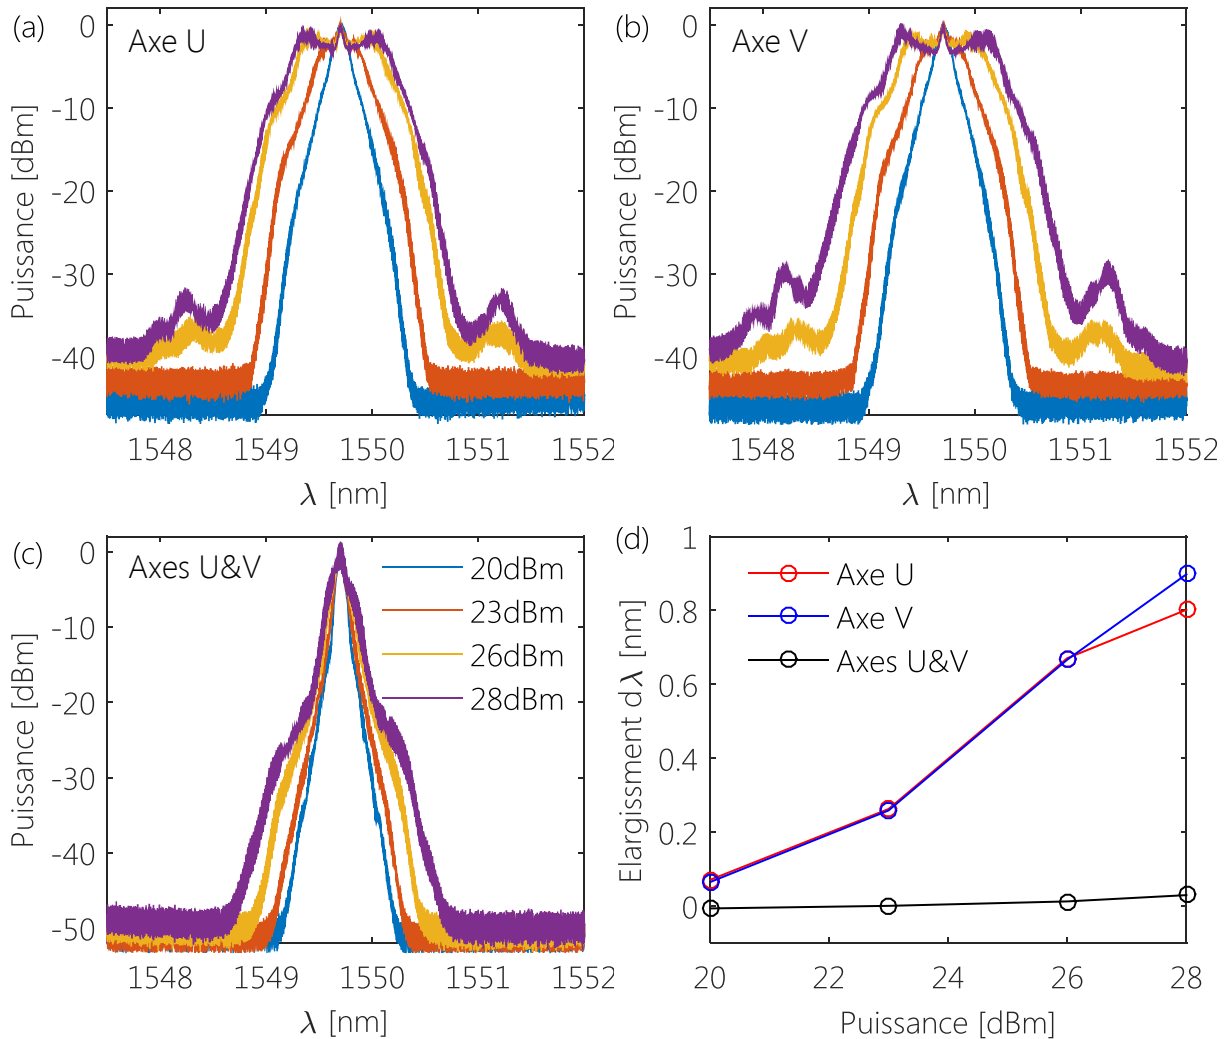 (a)
Axe U
Puissance [dBm]
0
-10
-20
-30
-40
1548
1549
1550
1551
1552
λ [nm]
(b)
Axe V
Puissance [dBm]
0
-10
-20
-30
-40
1548
1549
1550
1551
1552
λ [nm]
(c)
Axes U&V
20dBm
23dBm
26dBm
28dBm
Puissance [dBm]
0
-10
-20
-30
-40
-50
1548
1549
1550
1551
1552
λ [nm]
(d)
Axe U
Axe V
Axes U&V
Elargissment dλ [nm]
1
0.8
0.6
0.4
0.2
0
20
22
24
26
28
Puissance [dBm]